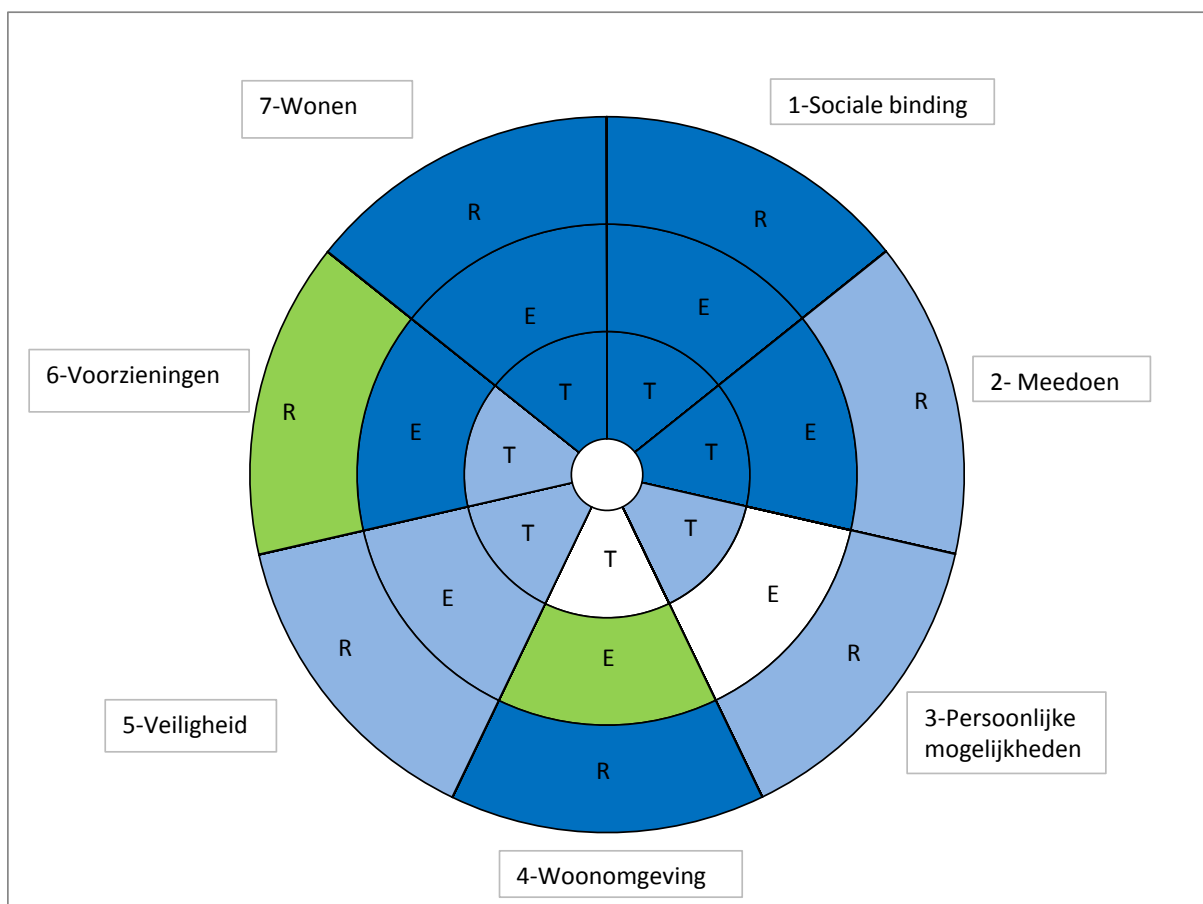 7-Wonen
1-Sociale binding
R
R
E
E
6-Voorzieningen
2- Meedoen
T
T
R
E
T
T
E
R
T
T
T
E
E
R
E
R
5-Veiligheid
3-Persoonlijke
mogelijkheden
R
4-Woonomgeving